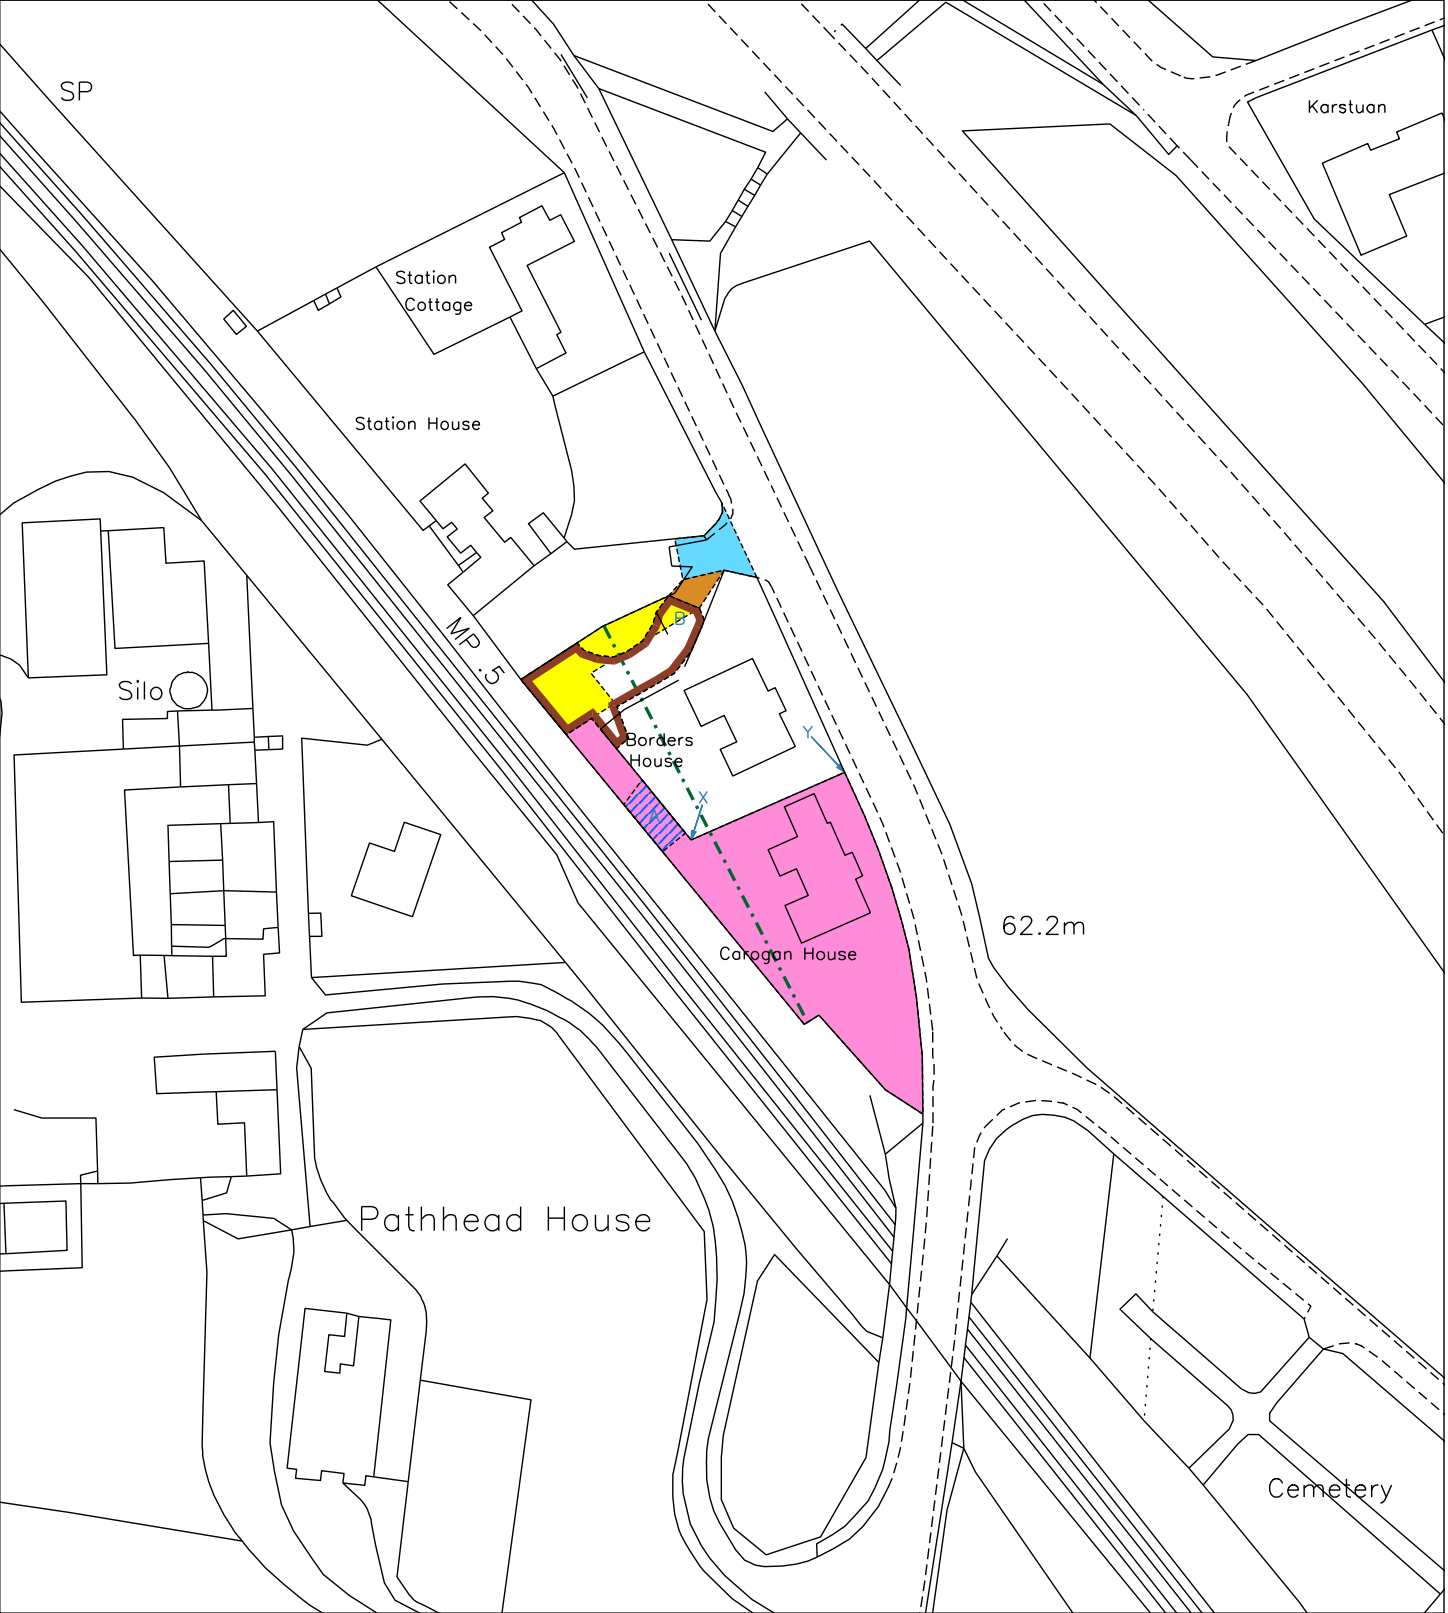 SP
Karstuan
Station
Cottage
Station House
B
MP .5
Silo
Borders
House
Y
X
A
62.2m
Carogan House
Pathhead House
Cemetery